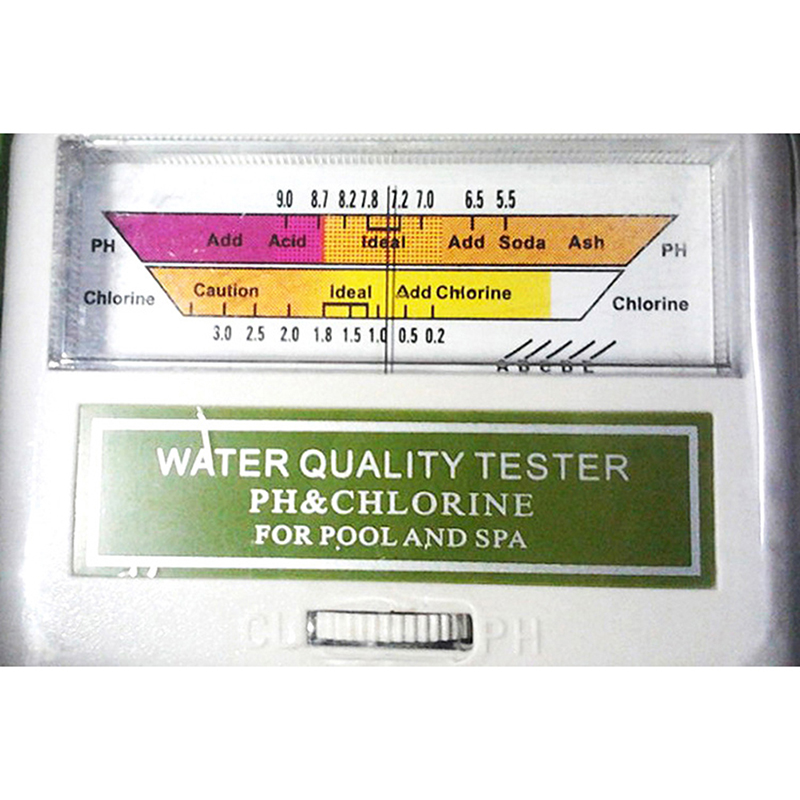 9.0 8.7 8.2 7.8 7.2 7.0 6.5 5.5
PH Add Acid Ideal Add Soda Ash PH
Chlorine Caution Ideal Add Chlorine Chlorine
3.0 2.5 2.0 1.8 1.5 1.0 0.5 0.2
WATER QUALITY TESTER
PH&CHLORINE
FOR POOL AND SPA
CL PH